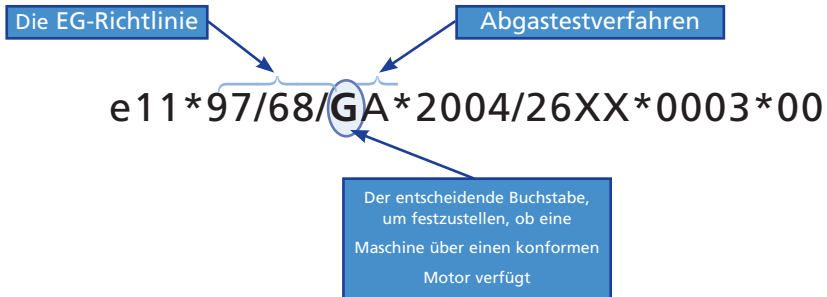 Die EG-Richtlinie
Abgastestverfahren
e11*97/68/GA*2004/26XX*0003*00
Der entscheidende Buchstabe,
um festzustellen, ob eine
Maschine über einen konformen
Motor verfügt